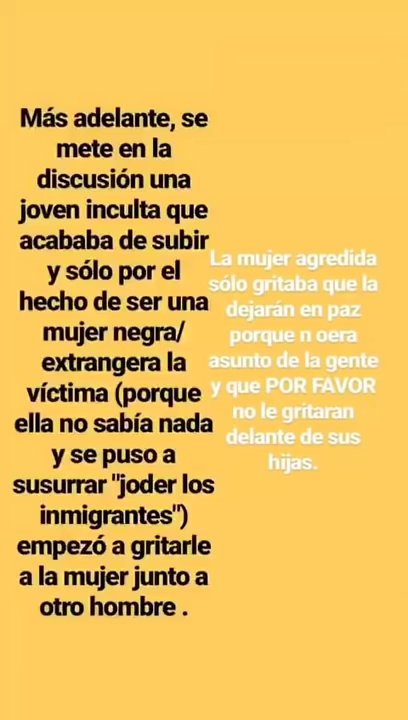 Más adelante, se
mete en la
discusión una
joven inculta que
acababa de subir
y sólo por el
hecho de ser una
mujer negra/
extrangera la
víctima (porque
ella no sabía nada
y se puso a
susurrar "joder los
inmigrantes")
empezó a gritarle
a la mujer junto a
otro hombre .
La mujer agredida
sólo gritaba que la
dejarán en paz
porque n oera
asunto de la gente
y que POR FAVOR
no le gritaran
delante de sus
hijas.